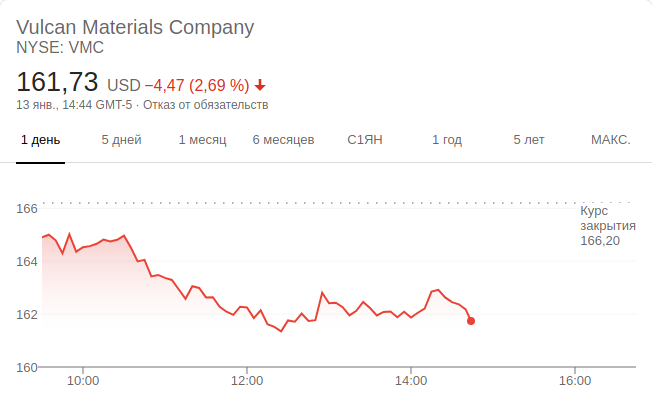 Vulcan Materials Company
NYSE: VMC
161,73 USD −4,47 (2,69 %)
13 янв., 14:44 GMT-5 · Отказ от обязательств
1 день 5 дней 1 месяц 6 месяцев С1ЯН 1 год 5 лет МАКС.
166
Курс
закрытия
166,20
164
162
160
10:00 12:00 14:00 16:00